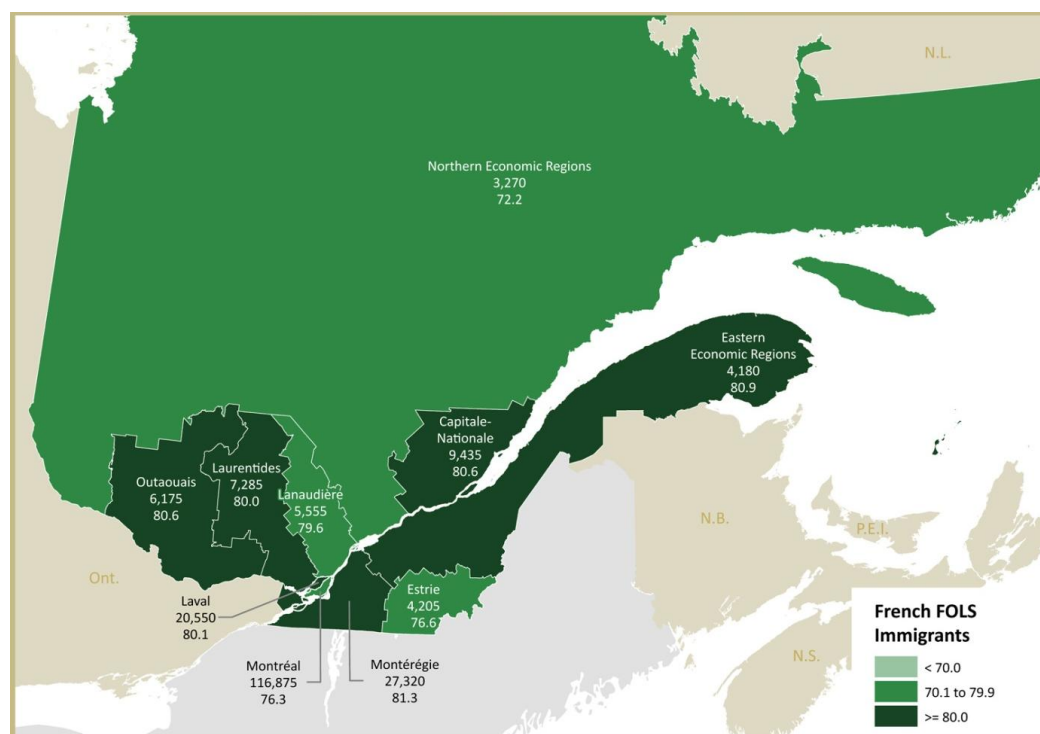 N.L.
Northern Economic Regions
3,270
72.2
Eastern
Economic Regions
4,180
80.9
Capitale-
Nationale
9,435
80.6
Laurentides
7,285
80.0
Outaouais
6,175
80.6
Lanaudière
5,555
79.6
N.B.
P.E.I.
Ont.
Estrie
4,205
76.6
Laval
20,550
80.1
Montréal
116,875
76.3
Montérégie
27,320
81.3
N.S.
French FOLS
Immigrants
< 70.0
70.1 to 79.9
>= 80.0